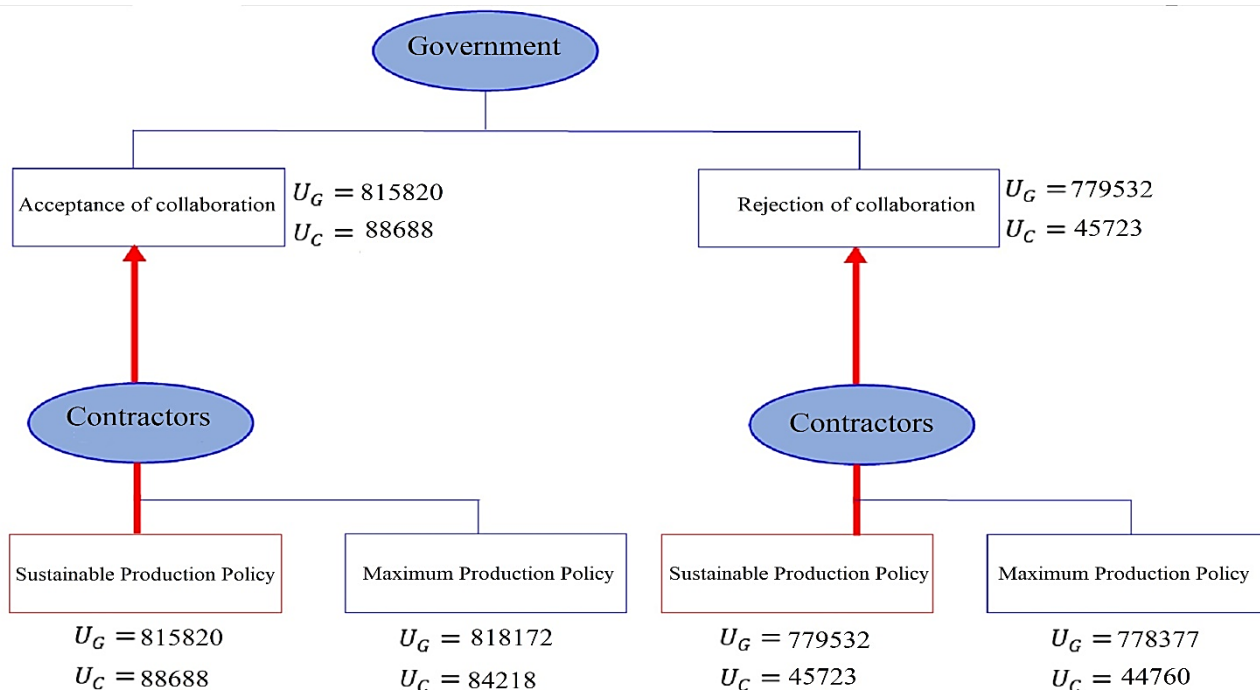 Government
Acceptance of collaboration
U_G = 815820
U_C = 88688
Rejection of collaboration
U_G = 779532
U_C = 45723
Contractors
Contractors
Sustainable Production Policy
Maximum Production Policy
Sustainable Production Policy
Maximum Production Policy
U_G = 815820
U_C = 88688
U_G = 818172
U_C = 84218
U_G = 779532
U_C = 45723
U_G = 778377
U_C = 44760